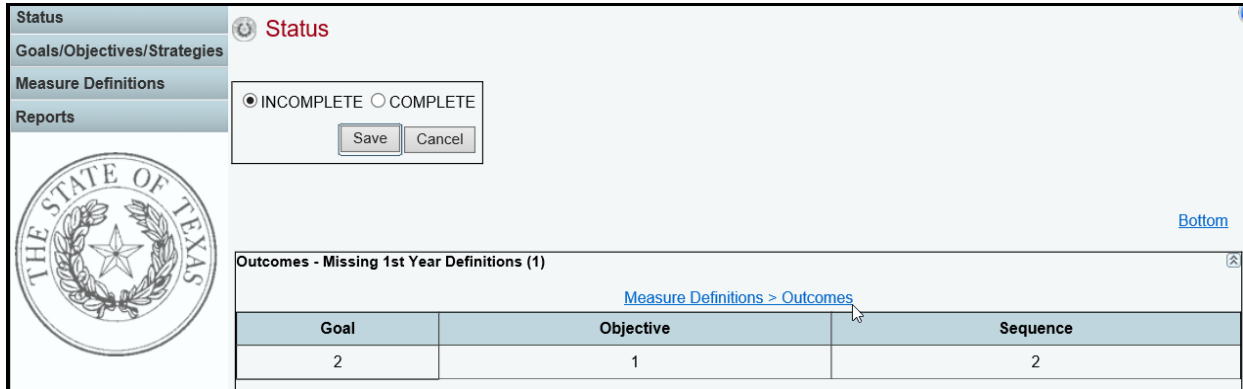 Status
Goals/Objectives/Strategies
Measure Definitions
Reports
THE STATE OF TEXAS
Status
INCOMPLETE COMPLETE
Save Cancel
Bottom
Outcomes - Missing 1st Year Definitions (1)
Measure Definitions > Outcomes
Goal Objective Sequence
2 1 2